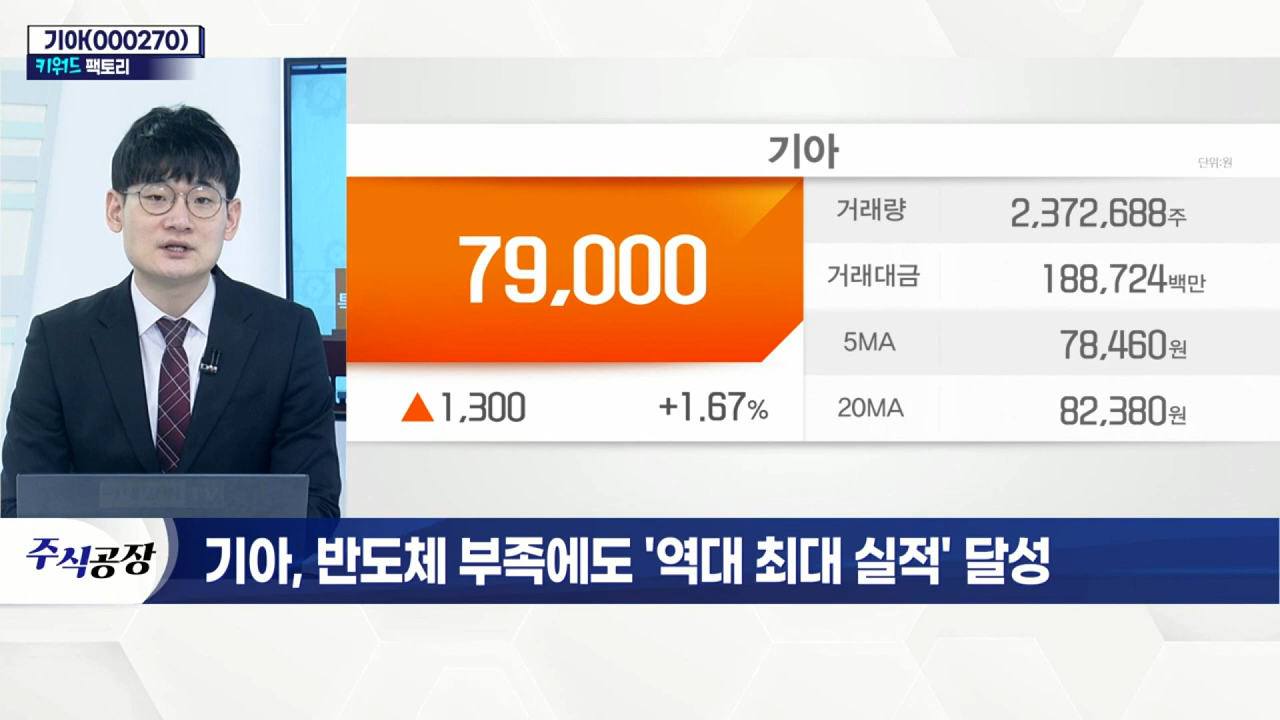 기아(000270)
키워드 팩토리
기아
단위:원
79,000
▲1,300 +1.67%
거래량 2,372,688주
거래대금 188,724백만
5MA 78,460원
20MA 82,380원
주식공장
기아, 반도체 부족에도 '역대 최대 실적' 달성